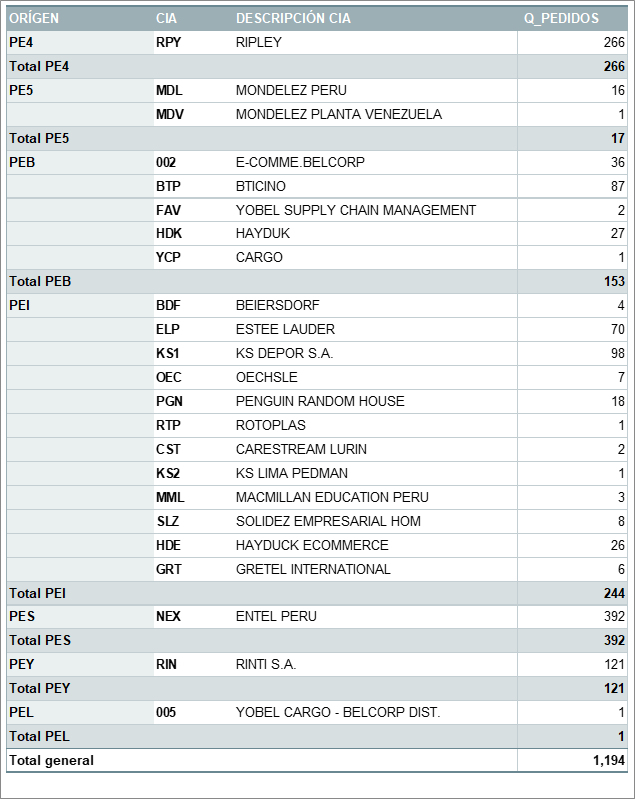 ORÍGEN CIA DESCRIPCIÓN CIA Q_PEDIDOS
PE4 RPY RIPLEY 266
Total PE4 266
PE5 MDL MONDELEZ PERU 16
MDV MONDELEZ PLANTA VENEZUELA 1
Total PE5 17
PEB 002 E-COMME.BELCORP 36
BTP BTICINO 87
FAV YOBEL SUPPLY CHAIN MANAGEMENT 2
HDK HAYDUK 27
YCP CARGO 1
Total PEB 153
PEI BDF BEIERSDORF 4
ELP ESTEE LAUDER 70
KS1 KS DEPOR S.A. 98
OEC OECHSLE 7
PGN PENGUIN RANDOM HOUSE 18
RTP ROTOPLAS 1
CST CARESTREAM LURIN 2
KS2 KS LIMA PEDMAN 1
MML MACMILLAN EDUCATION PERU 3
SLZ SOLIDEZ EMPRESARIAL HOM 8
HDE HAYDUCK ECOMMERCE 26
GRT GRETEL INTERNATIONAL 6
Total PEI 244
PES NEX ENTEL PERU 392
Total PES 392
PEY RIN RINTI S.A. 121
Total PEY 121
PEL 005 YOBEL CARGO - BELCORP DIST. 1
Total PEL 1
Total general 1,194